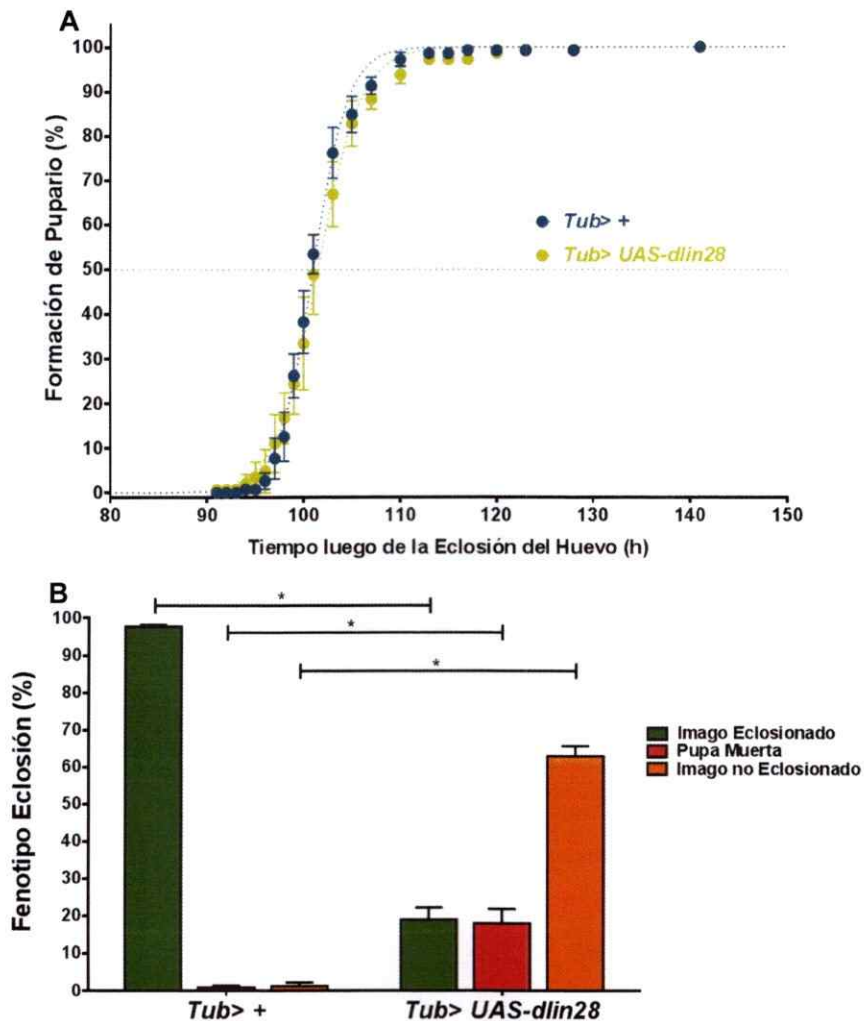 A
Formación de Pupario (%)
100
90
80
70
60
50
40
30
20
10
0
Tub> +
Tub> UAS-dlin28
80 90 100 110 120 130 140 150
Tiempo luego de la Eclosión del Huevo (h)
B
Fenotipo Eclosión (%)
100
90
80
70
60
50
40
30
20
10
0
*
*
*
Imago Eclosionado
Pupa Muerta
Imago no Eclosionado
Tub> + Tub> UAS-dlin28